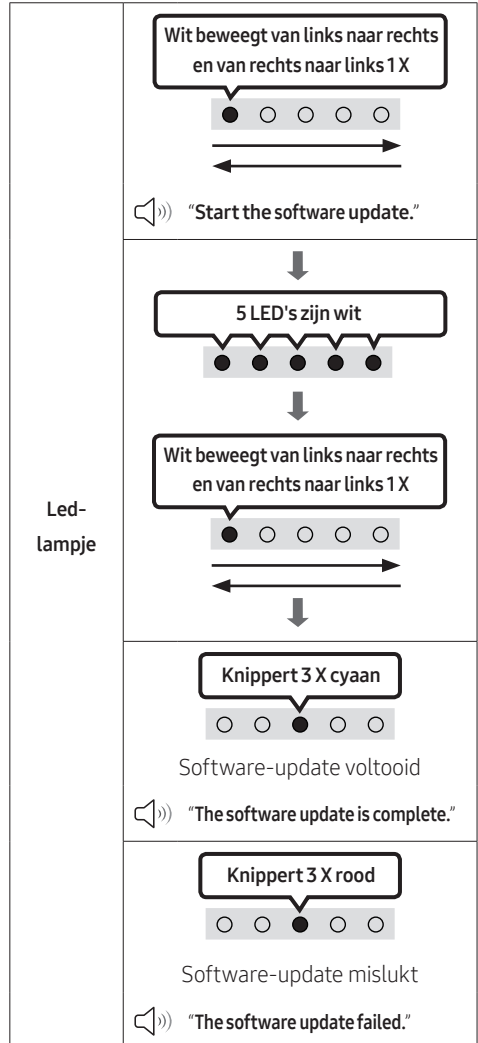 Wit beweegt van links naar rechts
en van rechts naar links 1 X
“Start the software update.”
5 LED's zijn wit
Wit beweegt van links naar rechts
en van rechts naar links 1 X
Led-
lampje
Knippert 3 X cyaan
Software-update voltooid
“The software update is complete.”
Knippert 3 X rood
Software-update mislukt
“The software update failed.”